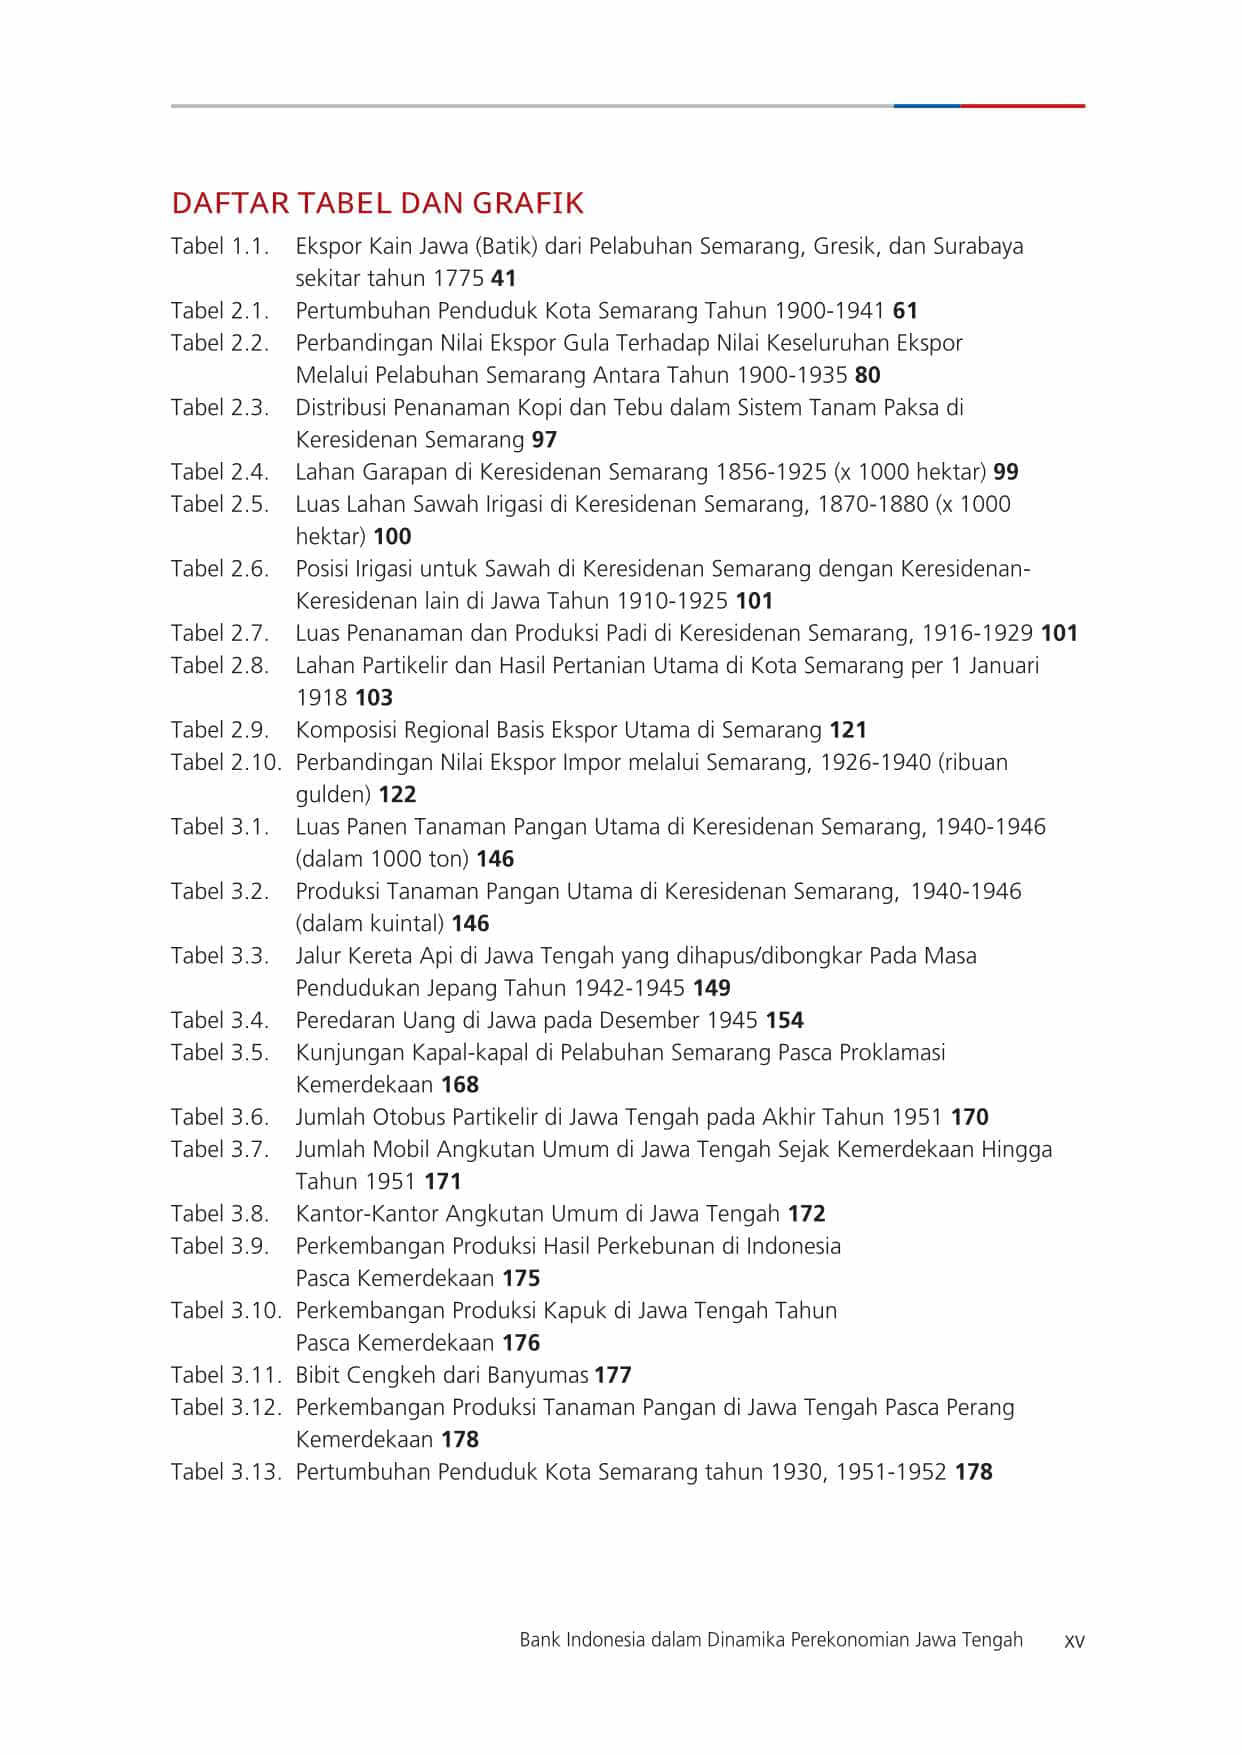 DAFTAR TABEL DAN GRAFIK
Tabel 1.1. Ekspor Kain Jawa (Batik) dari Pelabuhan Semarang, Gresik, dan Surabaya
sekitar tahun 1775 41
Tabel 2.1. Pertumbuhan Penduduk Kota Semarang Tahun 1900-1941 61
Tabel 2.2. Perbandingan Nilai Ekspor Gula Terhadap Nilai Keseluruhan Ekspor
Melalui Pelabuhan Semarang Antara Tahun 1900-1935 80
Tabel 2.3. Distribusi Penanaman Kopi dan Tebu dalam Sistem Tanam Paksa di
Keresidenan Semarang 97
Tabel 2.4. Lahan Garapan di Keresidenan Semarang 1856-1925 (x 1000 hektar) 99
Tabel 2.5. Luas Lahan Sawah Irigasi di Keresidenan Semarang, 1870-1880 (x 1000
hektar) 100
Tabel 2.6. Posisi Irigasi untuk Sawah di Keresidenan Semarang dengan Keresidenan-
Keresidenan lain di Jawa Tahun 1910-1925 101
Tabel 2.7. Luas Penanaman dan Produksi Padi di Keresidenan Semarang, 1916-1929 101
Tabel 2.8. Lahan Partikelir dan Hasil Pertanian Utama di Kota Semarang per 1 Januari
1918 103
Tabel 2.9. Komposisi Regional Basis Ekspor Utama di Semarang 121
Tabel 2.10. Perbandingan Nilai Ekspor Impor melalui Semarang, 1926-1940 (ribuan
gulden) 122
Tabel 3.1. Luas Panen Tanaman Pangan Utama di Keresidenan Semarang, 1940-1946
(dalam 1000 ton) 146
Tabel 3.2. Produksi Tanaman Pangan Utama di Keresidenan Semarang, 1940-1946
(dalam kuintal) 146
Tabel 3.3. Jalur Kereta Api di Jawa Tengah yang dihapus/dibongkar Pada Masa
Pendudukan Jepang Tahun 1942-1945 149
Tabel 3.4. Peredaran Uang di Jawa pada Desember 1945 154
Tabel 3.5. Kunjungan Kapal-kapal di Pelabuhan Semarang Pasca Proklamasi
Kemerdekaan 168
Tabel 3.6. Jumlah Otobus Partikelir di Jawa Tengah pada Akhir Tahun 1951 170
Tabel 3.7. Jumlah Mobil Angkutan Umum di Jawa Tengah Sejak Kemerdekaan Hingga
Tahun 1951 171
Tabel 3.8. Kantor-Kantor Angkutan Umum di Jawa Tengah 172
Tabel 3.9. Perkembangan Produksi Hasil Perkebunan di Indonesia
Pasca Kemerdekaan 175
Tabel 3.10. Perkembangan Produksi Kapuk di Jawa Tengah Tahun
Pasca Kemerdekaan 176
Tabel 3.11. Bibit Cengkeh dari Banyumas 177
Tabel 3.12. Perkembangan Produksi Tanaman Pangan di Jawa Tengah Pasca Perang
Kemerdekaan 178
Tabel 3.13. Pertumbuhan Penduduk Kota Semarang tahun 1930, 1951-1952 178
Bank Indonesia dalam Dinamika Perekonomian Jawa Tengah xv